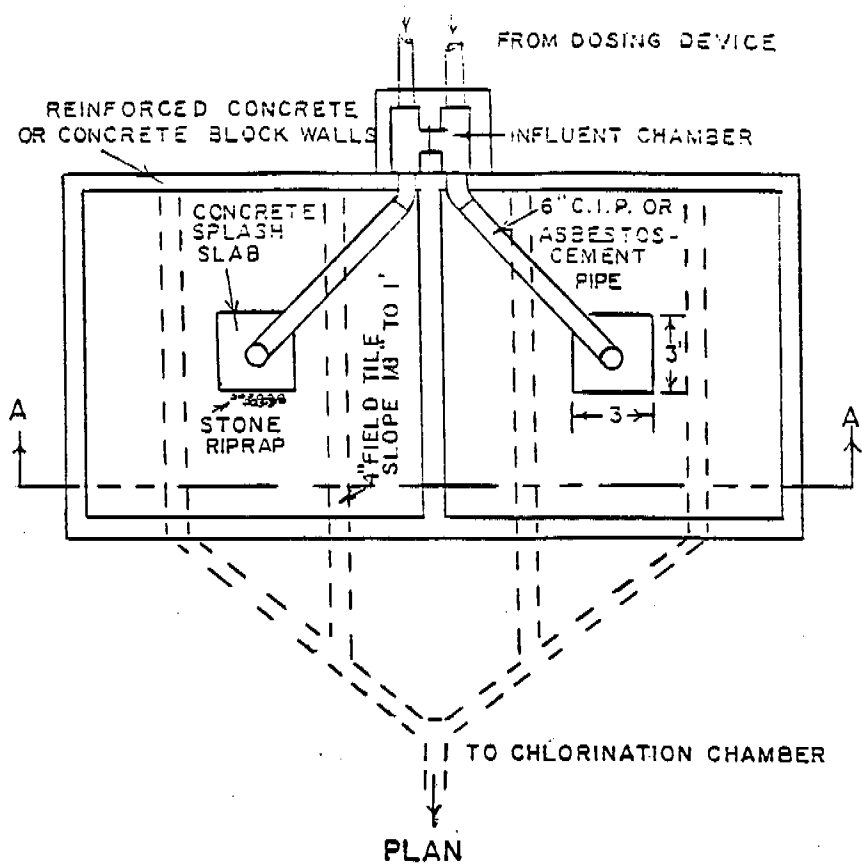 FROM DOSING DEVICE
REINFORCED CONCRETE
OR CONCRETE BLOCK WALLS
INFLUENT CHAMBER
CONCRETE
SPLASH
SLAB
6" C.I.P. OR
ASBESTOS-
CEMENT
PIPE
3'
3
STONE
RIPRAP
4" FIELD TILE
SLOPE 1/8" TO 1'
A
A
TO CHLORINATION CHAMBER
PLAN